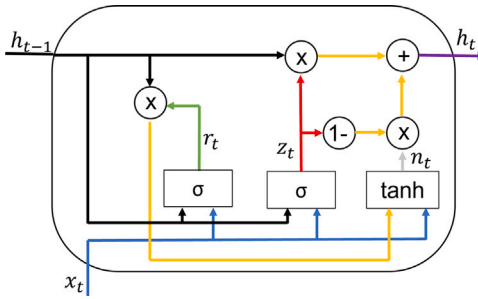 h_{t-1}
x
+
h_t
x
r_t
z_t
1-
x
n_t
σ
σ
tanh
x_t